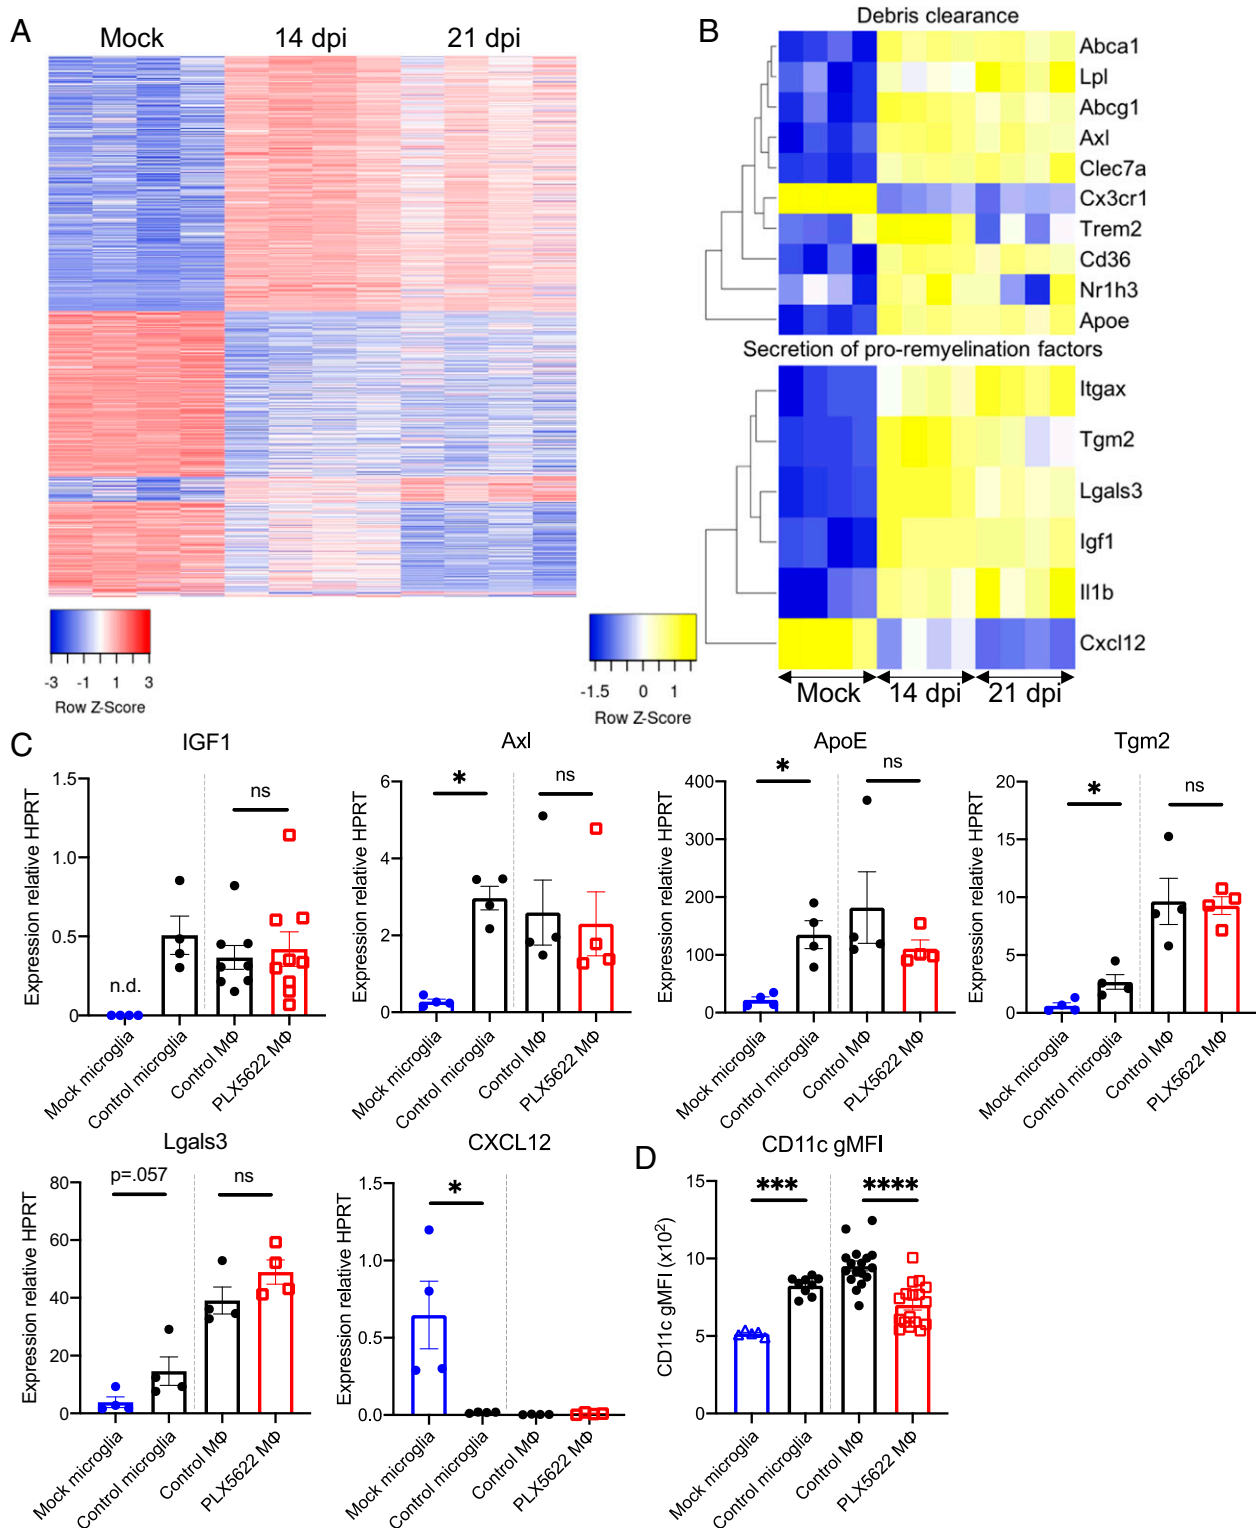 A
Mock 14 dpi 21 dpi
-3 -1 1 3
Row Z-Score
B
Debris clearance
Abca1
Lpl
Abcg1
Axl
Clec7a
Cx3cr1
Trem2
Cd36
Nr1h3
Apoe
Secretion of pro-remyelination factors
Itgax
Tgm2
Lgals3
Igf1
Il1b
Cxcl12
Mock 14 dpi 21 dpi
-1.5 0 1
Row Z-Score
C
IGF1
Expression relative HPRT
1.5
1.0
0.5
0
n.d.
ns
Mock microglia
Control microglia
Control MΦ
PLX5622 MΦ
Axl
Expression relative HPRT
6
4
2
0
*
ns
Mock microglia
Control microglia
Control MΦ
PLX5622 MΦ
ApoE
Expression relative HPRT
400
300
200
100
0
*
ns
Mock microglia
Control microglia
Control MΦ
PLX5622 MΦ
Tgm2
Expression relative HPRT
20
15
10
5
0
*
ns
Mock microglia
Control microglia
Control MΦ
PLX5622 MΦ
Lgals3
Expression relative HPRT
80
60
40
20
0
p=.057
ns
Mock microglia
Control microglia
Control MΦ
PLX5622 MΦ
CXCL12
Expression relative HPRT
1.5
1.0
0.5
0.0
*
Mock microglia
Control microglia
Control MΦ
PLX5622 MΦ
D
CD11c gMFI
CD11c gMFI (x10²)
15
10
5
0
***
****
Mock microglia
Control microglia
Control MΦ
PLX5622 MΦ